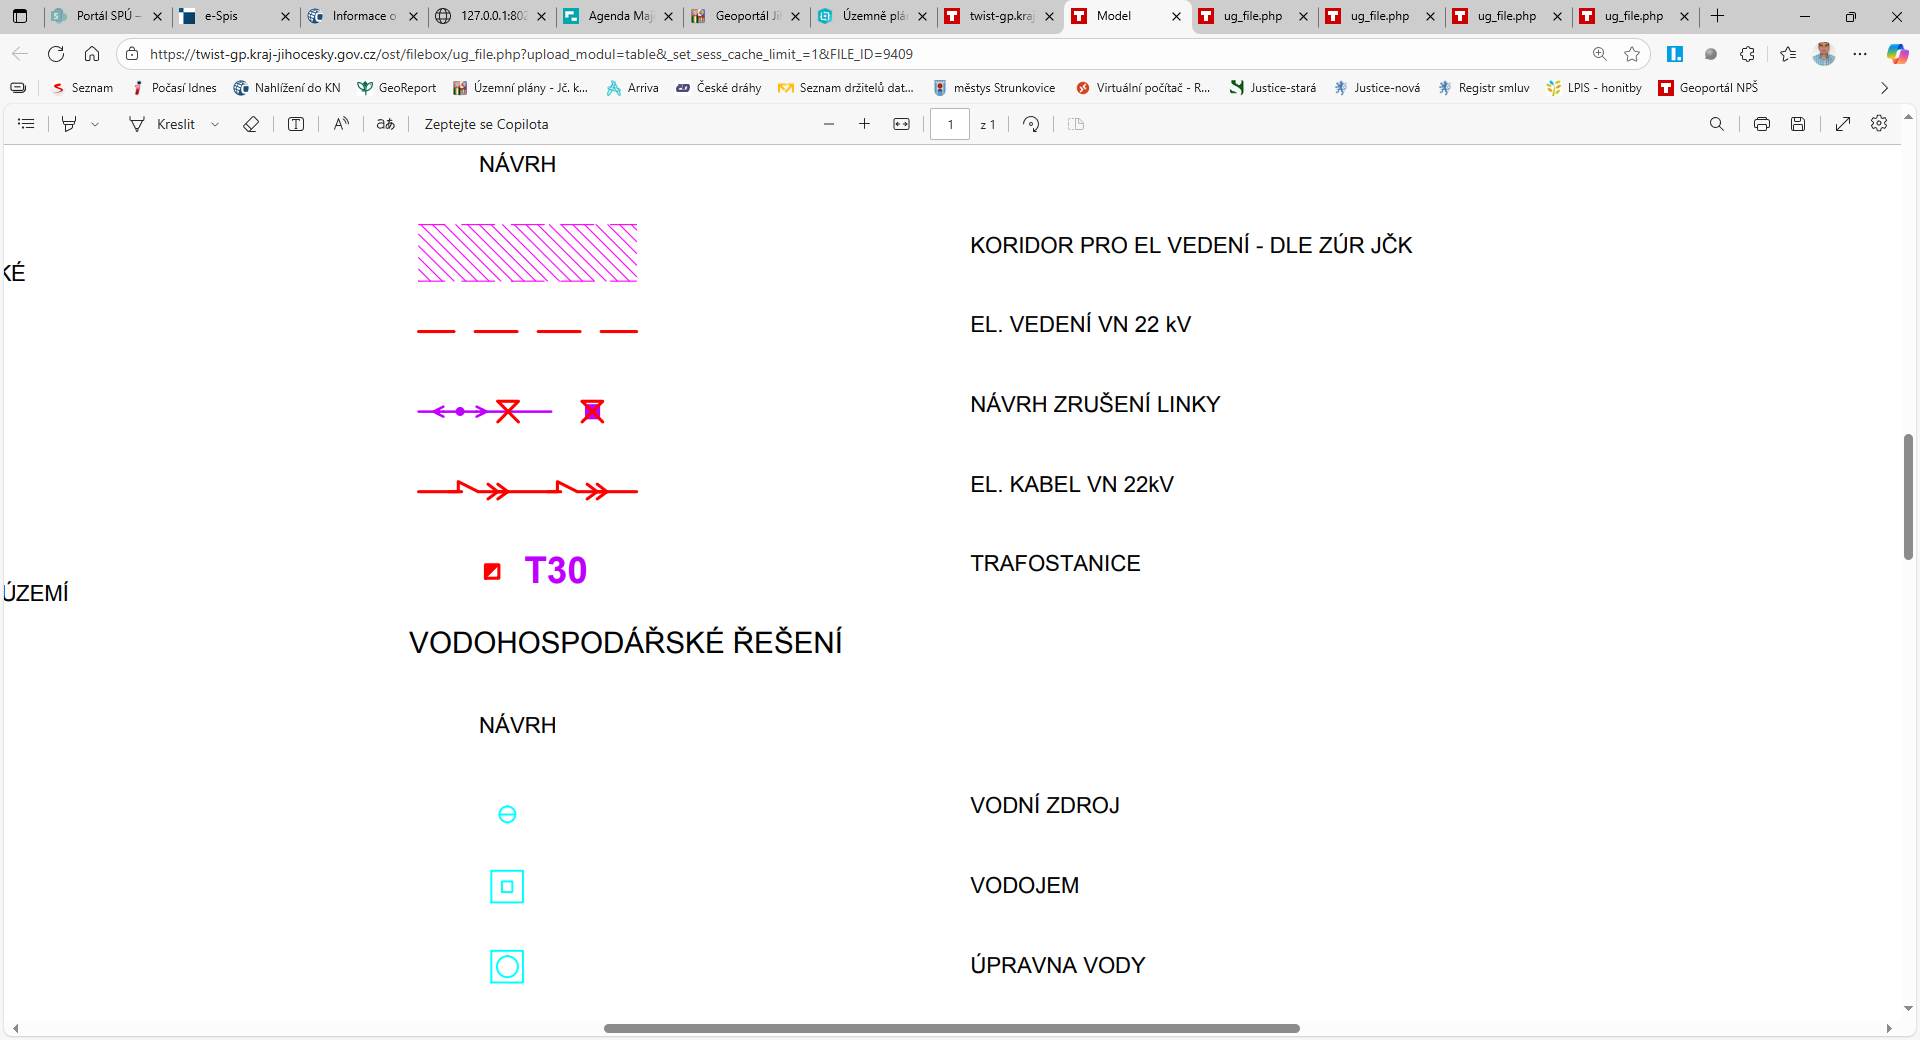 Portál SPÚ –
e-Spis
Informace o
127.0.0.1:802
Agenda Maj
Geoportál Ji
Územně plá
twist-gp.kraj
Model
ug_file.php
ug_file.php
ug_file.php
ug_file.php
https://twist-gp.kraj-jihocesky.gov.cz/ost/filebox/ug_file.php?upload_modul=table&_set_sess_cache_limit_=1&FILE_ID=9409
Seznam
Počasí Idnes
Nahlížení do KN
GeoReport
Územní plány - Jč. k...
Arriva
České dráhy
Seznam držitelů dat...
městys Strunkovice
Virtuální počítač - R...
Justice-stará
Justice-nová
Registr smluv
LPIS - honitby
Geoportál NPŠ
Kreslit
Zeptejte se Copilota
1 z 1
NÁVRH
KORIDOR PRO EL VEDENÍ - DLE ZÚR JČK
KÉ
EL. VEDENÍ VN 22 kV
NÁVRH ZRUŠENÍ LINKY
EL. KABEL VN 22kV
T30 TRAFOSTANICE
ÚZEMÍ
VODOHOSPODÁŘSKÉ ŘEŠENÍ
NÁVRH
VODNÍ ZDROJ
VODOJEM
ÚPRAVNA VODY